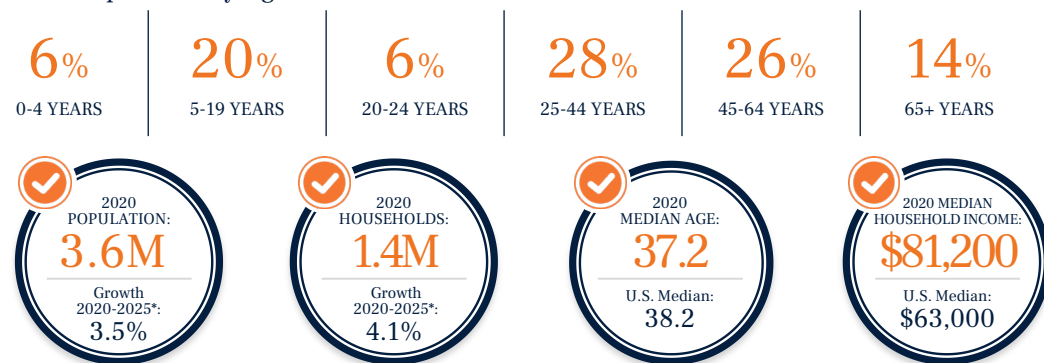 6%
0-4 YEARS
20%
5-19 YEARS
6%
20-24 YEARS
28%
25-44 YEARS
26%
45-64 YEARS
14%
65+ YEARS
2020
POPULATION:
3.6M
Growth
2020-2025*:
3.5%
2020
HOUSEHOLDS:
1.4M
Growth
2020-2025*:
4.1%
2020
MEDIAN AGE:
37.2
U.S. Median:
38.2
2020 MEDIAN
HOUSEHOLD INCOME:
$81,200
U.S. Median:
$63,000